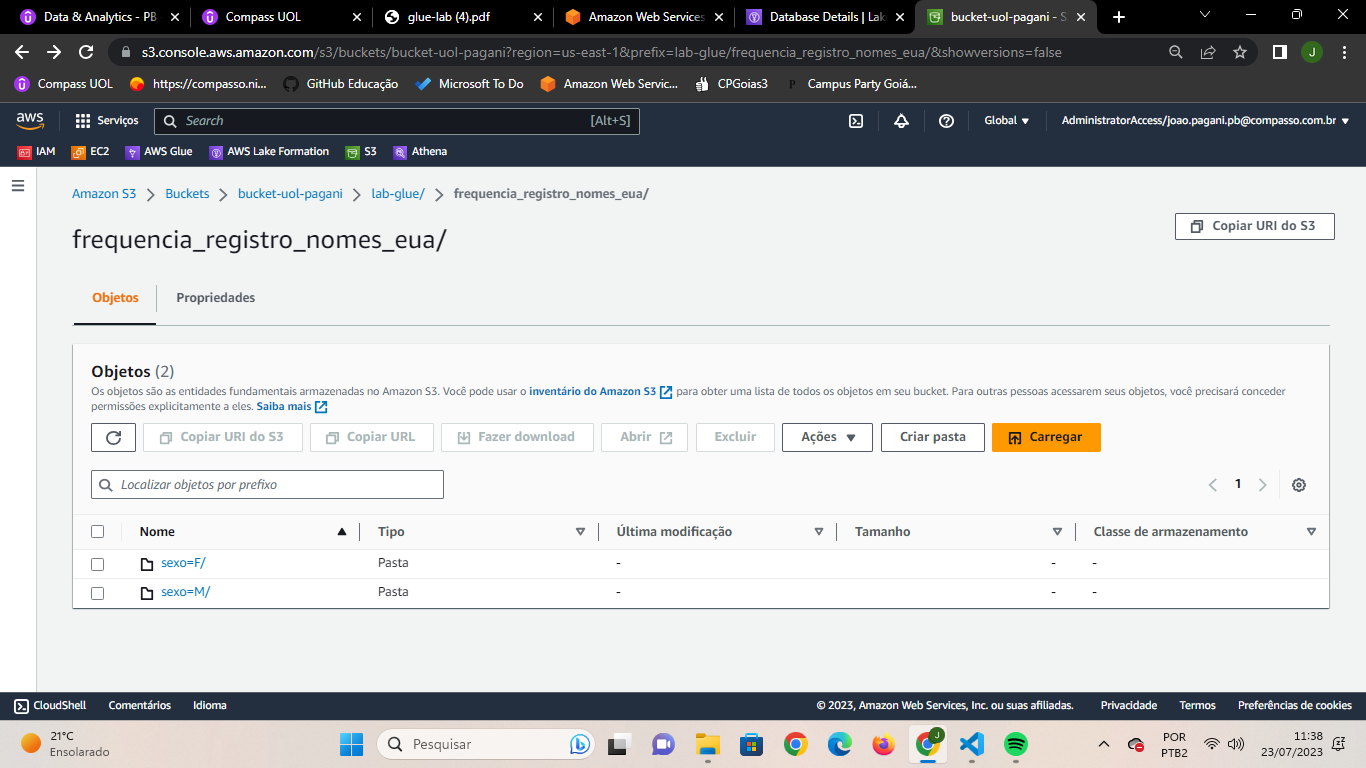 Data & Analytics - PB
Compass UOL
glue-lab (4).pdf
Amazon Web Services
Database Details | Lak
bucket-uol-pagani - S
s3.console.aws.amazon.com/s3/buckets/bucket-uol-pagani?region=us-east-1&prefix=lab-glue/frequencia_registro_nomes_eua/&showversions=false
J
Compass UOL
https://compasso.ni...
GitHub Educação
Microsoft To Do
Amazon Web Servic...
CPGoias3
P Campus Party Goiá...
aws
Serviços
Search
[Alt+S]
Global
AdministratorAccess/joao.pagani.pb@compasso.com.br
IAM
EC2
AWS Glue
AWS Lake Formation
S3
Athena
Amazon S3
Buckets
bucket-uol-pagani
lab-glue/
frequencia_registro_nomes_eua/
frequencia_registro_nomes_eua/
Copiar URI do S3
Objetos
Propriedades
Objetos (2)
Os objetos são as entidades fundamentais armazenadas no Amazon S3. Você pode usar o inventário do Amazon S3 para obter uma lista de todos os objetos em seu bucket. Para outras pessoas acessarem seus objetos, você precisará conceder
permissões explicitamente a eles. Saiba mais
Copiar URI do S3
Copiar URL
Fazer download
Abrir
Excluir
Ações
Criar pasta
Carregar
Localizar objetos por prefixo
1
Nome
Tipo
Última modificação
Tamanho
Classe de armazenamento
sexo=F/
Pasta
-
-
-
sexo=M/
Pasta
-
-
-
CloudShell
Comentários
Idioma
© 2023, Amazon Web Services, Inc. ou suas afiliadas.
Privacidade
Termos
Preferências de cookies
21°C
Ensolarado
Pesquisar
J
POR
PTB2
11:38
23/07/2023